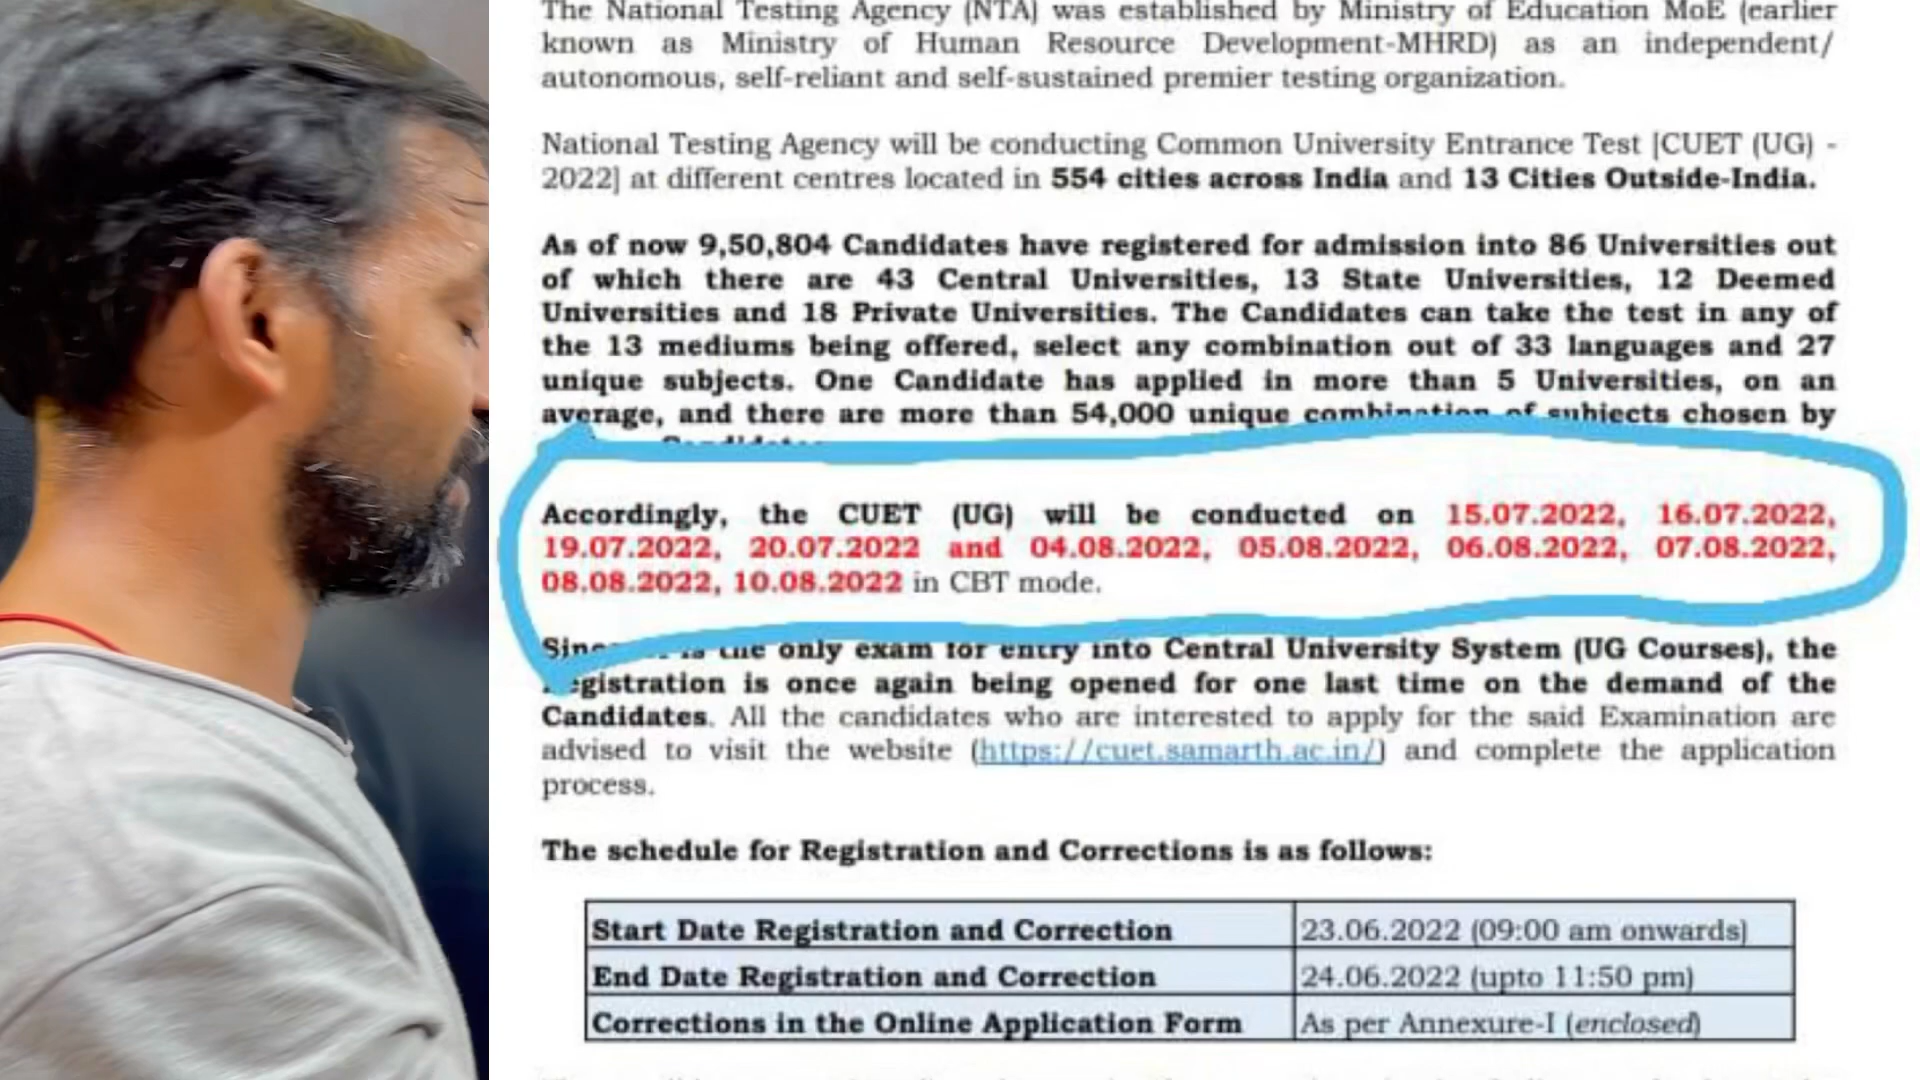 The National Testing Agency (NTA) was established by Ministry of Education MoE (earlier
known as Ministry of Human Resource Development-MHRD) as an independent/
autonomous, self-reliant and self-sustained premier testing organization.
National Testing Agency will be conducting Common University Entrance Test [CUET (UG) -
2022] at different centres located in 554 cities across India and 13 Cities Outside-India.
As of now 9,50,804 Candidates have registered for admission into 86 Universities out
of which there are 43 Central Universities, 13 State Universities, 12 Deemed
Universities and 18 Private Universities. The Candidates can take the test in any of
the 13 mediums being offered, select any combination out of 33 languages and 27
unique subjects. One Candidate has applied in more than 5 Universities, on an
average, and there are more than 54,000 unique combination of subjects chosen by
Candidates
Accordingly, the CUET (UG) will be conducted on 15.07.2022, 16.07.2022,
19.07.2022, 20.07.2022 and 04.08.2022, 05.08.2022, 06.08.2022, 07.08.2022,
08.08.2022, 10.08.2022 in CBT mode.
is the only exam for entry into Central University System (UG Courses), the
egistration is once again being opened for one last time on the demand of the
Candidates. All the candidates who are interested to apply for the said Examination are
advised to visit the website (https://cuet.samarth.ac.in/) and complete the application
process.
The schedule for Registration and Corrections is as follows:
Start Date Registration and Correction 23.06.2022 (09:00 am onwards)
End Date Registration and Correction 24.06.2022 (upto 11:50 pm)
Corrections in the Online Application Form As per Annexure-I (enclosed)